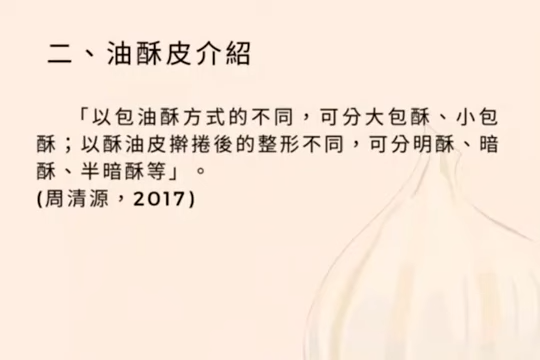 二、油酥皮介紹
「以包油酥方式的不同，可分大包酥、小包
酥；以酥油皮擀捲後的整形不同，可分明酥、暗
酥、半暗酥等」。
(周清源，2017)